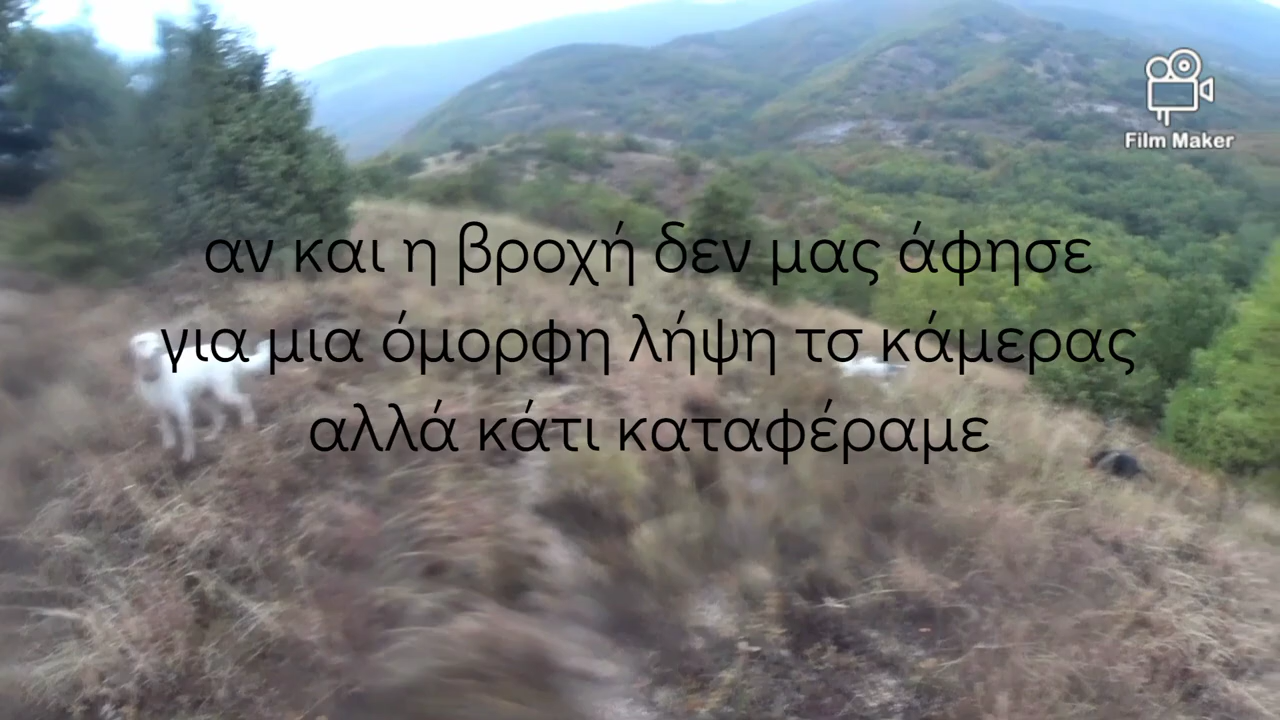 Film Maker
αν και η βροχή δεν μας άφησε
για μια όμορφη λήψη τσ κάμερας
αλλά κάτι καταφέραμε